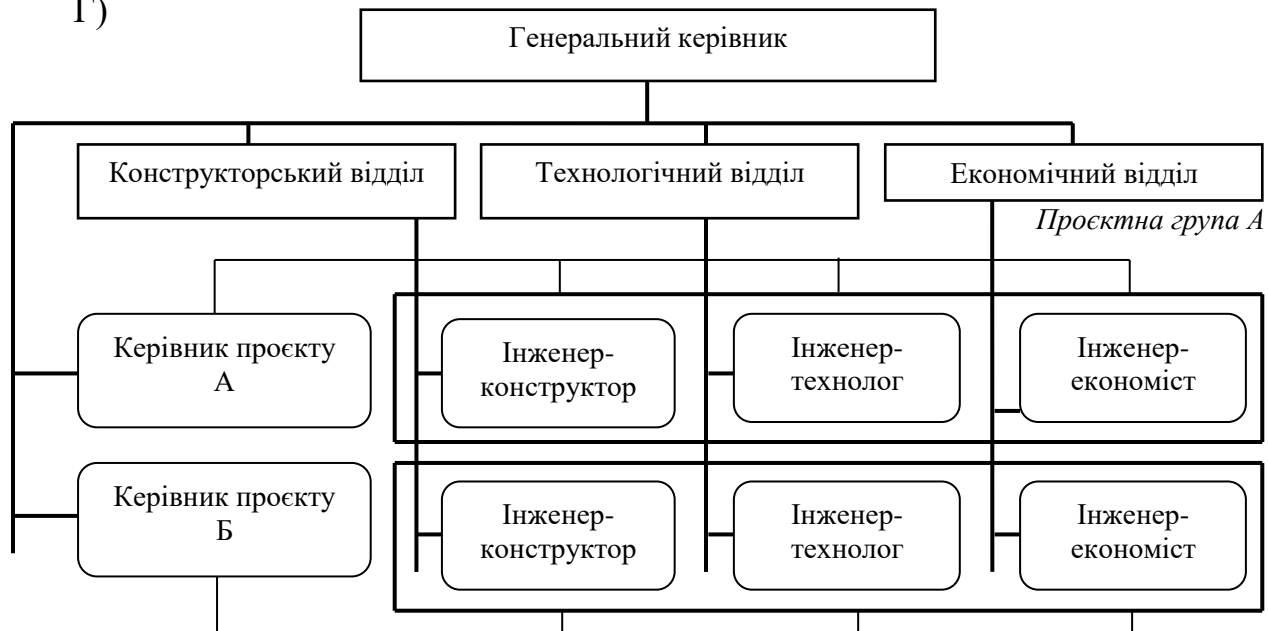 Г)
Генеральний керівник
Конструкторський відділ
Технологічний відділ
Економічний відділ
Проєктна група А
Керівник проєкту
А
Інженер-
конструктор
Інженер-
технолог
Інженер-
економіст
Керівник проєкту
Б
Інженер-
конструктор
Інженер-
технолог
Інженер-
економіст